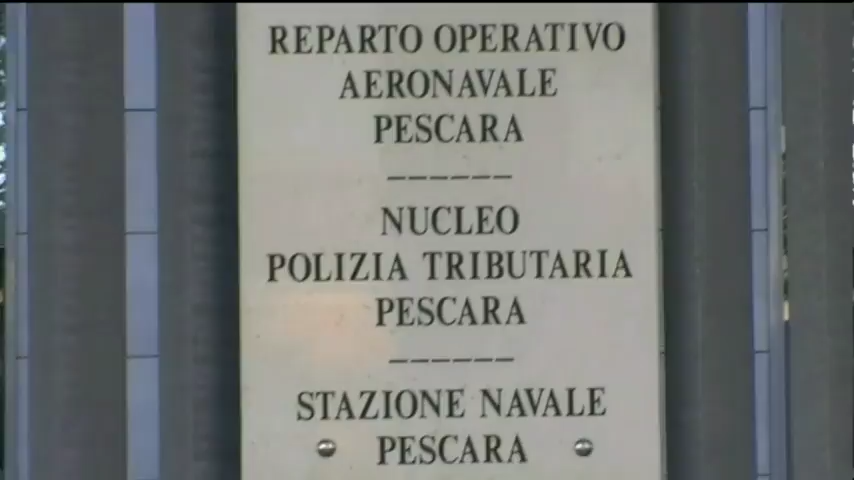 REPARTO OPERATIVO
AERONAVALE
PESCARA
------
NUCLEO
POLIZIA TRIBUTARIA
PESCARA
------
STAZIONE NAVALE
PESCARA